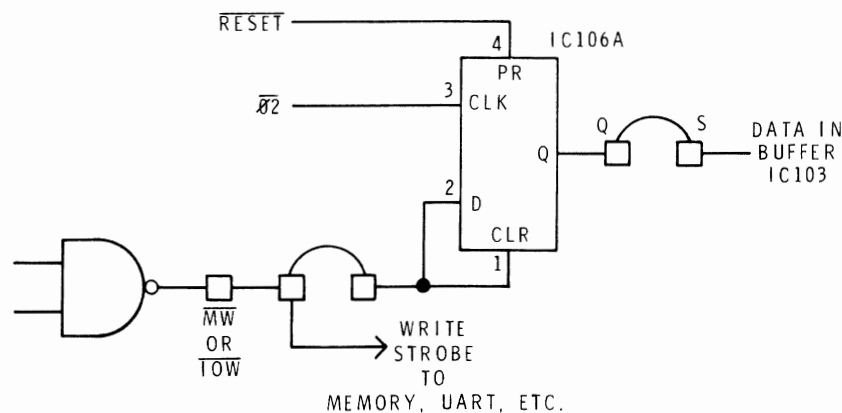 RESET
4
IC106A
PR
3
CLK
Ø2
Q
S
DATA IN
BUFFER
IC103
Q
2
D
CLR
1
MW
OR
IOW
WRITE
STROBE
TO
MEMORY, UART, ETC.